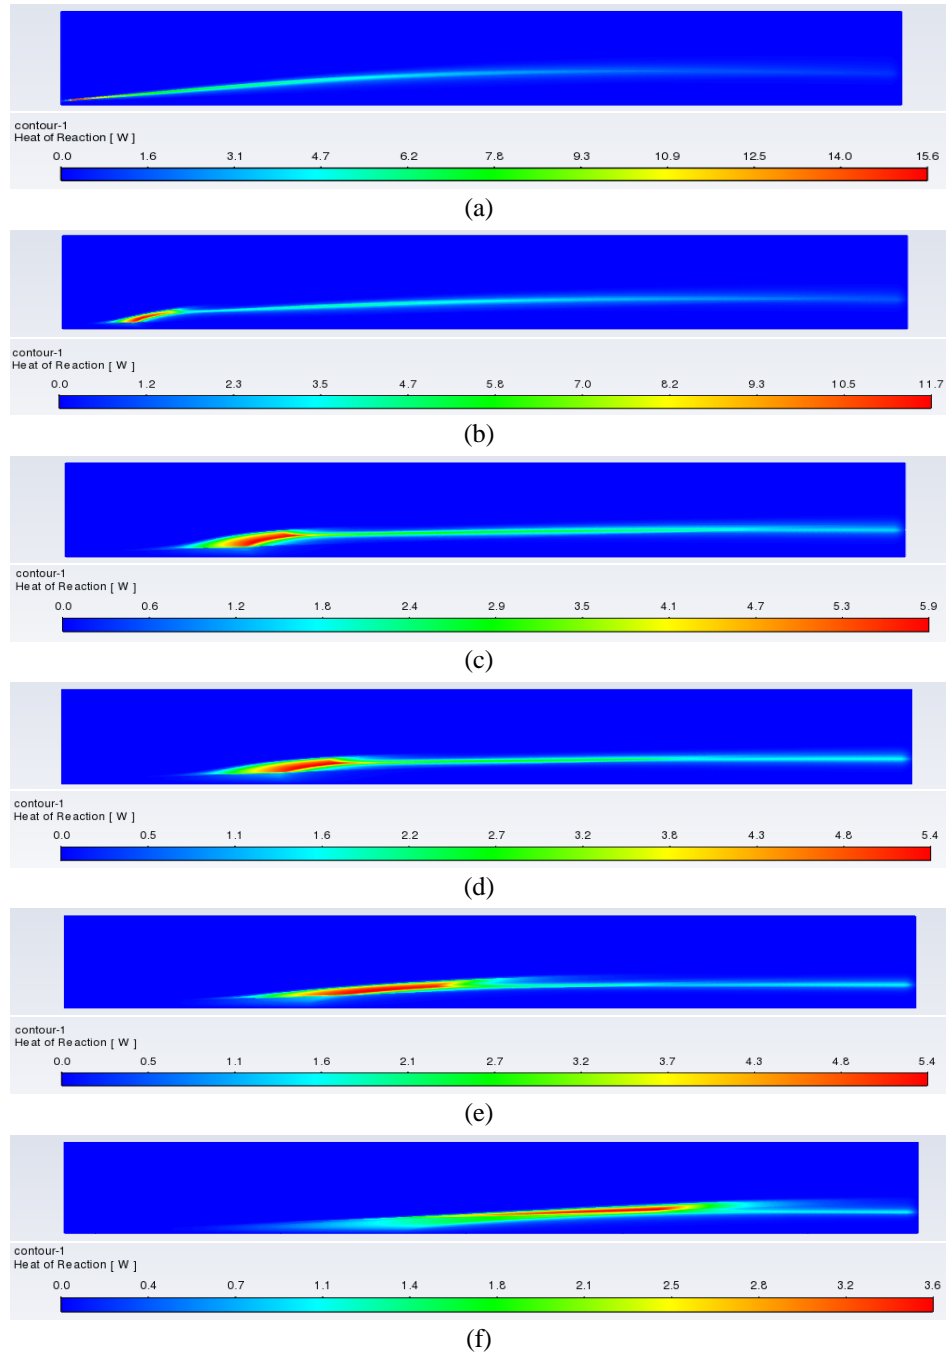 contour-1
Heat of Reaction [ W ]
0.0 1.6 3.1 4.7 6.2 7.8 9.3 10.9 12.5 14.0 15.6
(a)
contour-1
Heat of Reaction [ W ]
0.0 1.2 2.3 3.5 4.7 5.8 7.0 8.2 9.3 10.5 11.7
(b)
contour-1
Heat of Reaction [ W ]
0.0 0.6 1.2 1.8 2.4 2.9 3.5 4.1 4.7 5.3 5.9
(c)
contour-1
Heat of Reaction [ W ]
0.0 0.5 1.1 1.6 2.2 2.7 3.2 3.8 4.3 4.8 5.4
(d)
contour-1
Heat of Reaction [ W ]
0.0 0.5 1.1 1.6 2.1 2.7 3.2 3.7 4.3 4.8 5.4
(e)
contour-1
Heat of Reaction [ W ]
0.0 0.4 0.7 1.1 1.4 1.8 2.1 2.5 2.8 3.2 3.6
(f)